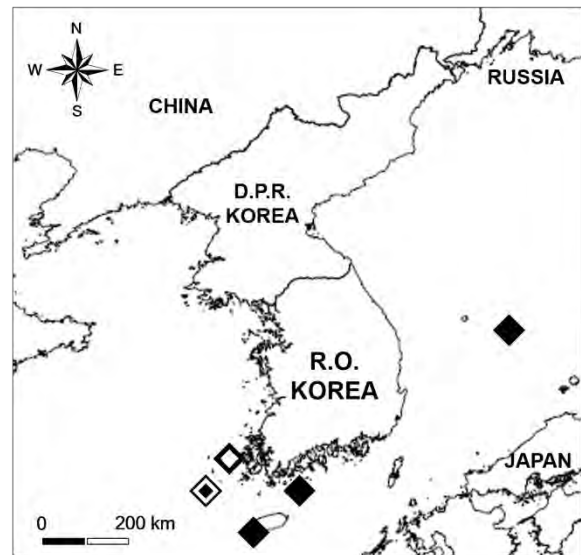 N
W E
S
CHINA
RUSSIA
D.P.R.
KOREA
R.O.
KOREA
JAPAN
0 200 km